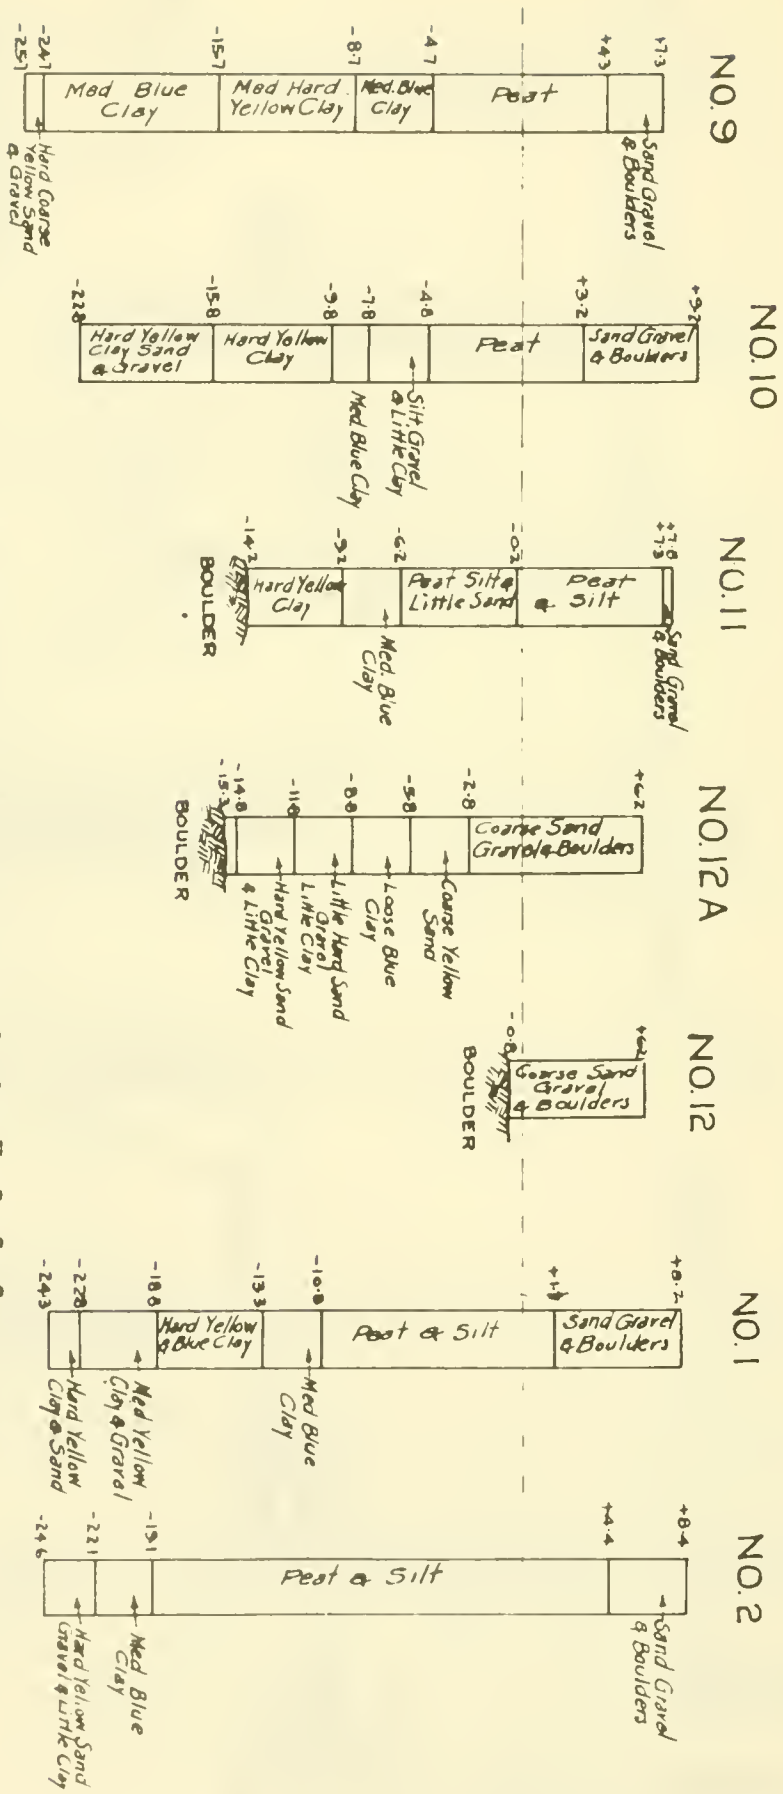 NO. 9
+7.3
+4.3
-4.7
-8.7
-15.7
-24.7
-25.7
Sand Gravel
& Boulders
Peat
Med. Blue
Clay
Med Hard
Yellow Clay
Med Blue
Clay
Hard Coarse
Yellow Sand
& Gravel
NO. 10
+9.2
+3.2
-4.8
-7.8
-9.8
-15.8
-22.8
Sand Gravel
& Boulders
Peat
Silt, Gravel
& Little Clay
Med Blue Clay
Hard Yellow
Clay
Hard Yellow
Clay Sand
& Gravel
NO. 11
+7.8
+7.3
-0.2
-6.2
-9.2
-14.2
Sand Gravel
& Boulders
Peat
& Silt
Peat Silt &
Little Sand
Med. Blue
Clay
Hard Yellow
Clay
BOULDER
NO. 12 A
+6.2
-2.8
-5.8
-8.8
-11.8
-14.8
-15.3
Coarse Sand
Gravel & Boulders
Coarse Yellow
Sand
Loose Blue
Clay
Little Hard Sand
Gravel
Little Clay
Hard Yellow Sand
Gravel
& Little Clay
BOULDER
NO. 12
+6.2
-0.8
Coarse Sand
Gravel
& Boulders
BOULDER
NO. 1
+8.2
-10.8
-13.8
-18.8
-22.8
-24.3
Sand Gravel
& Boulders
Peat & Silt
Med Blue
Clay
Hard Yellow
& Blue Clay
Med Yellow
Clay & Gravel
Hard Yellow
Clay & Sand
NO. 2
+8.4
+4.4
-19.1
-22.1
-24.6
Sand Gravel
& Boulders
Peat & Silt
Med Blue
Clay
Hard Yellow Sand
Gravel & Little Clay